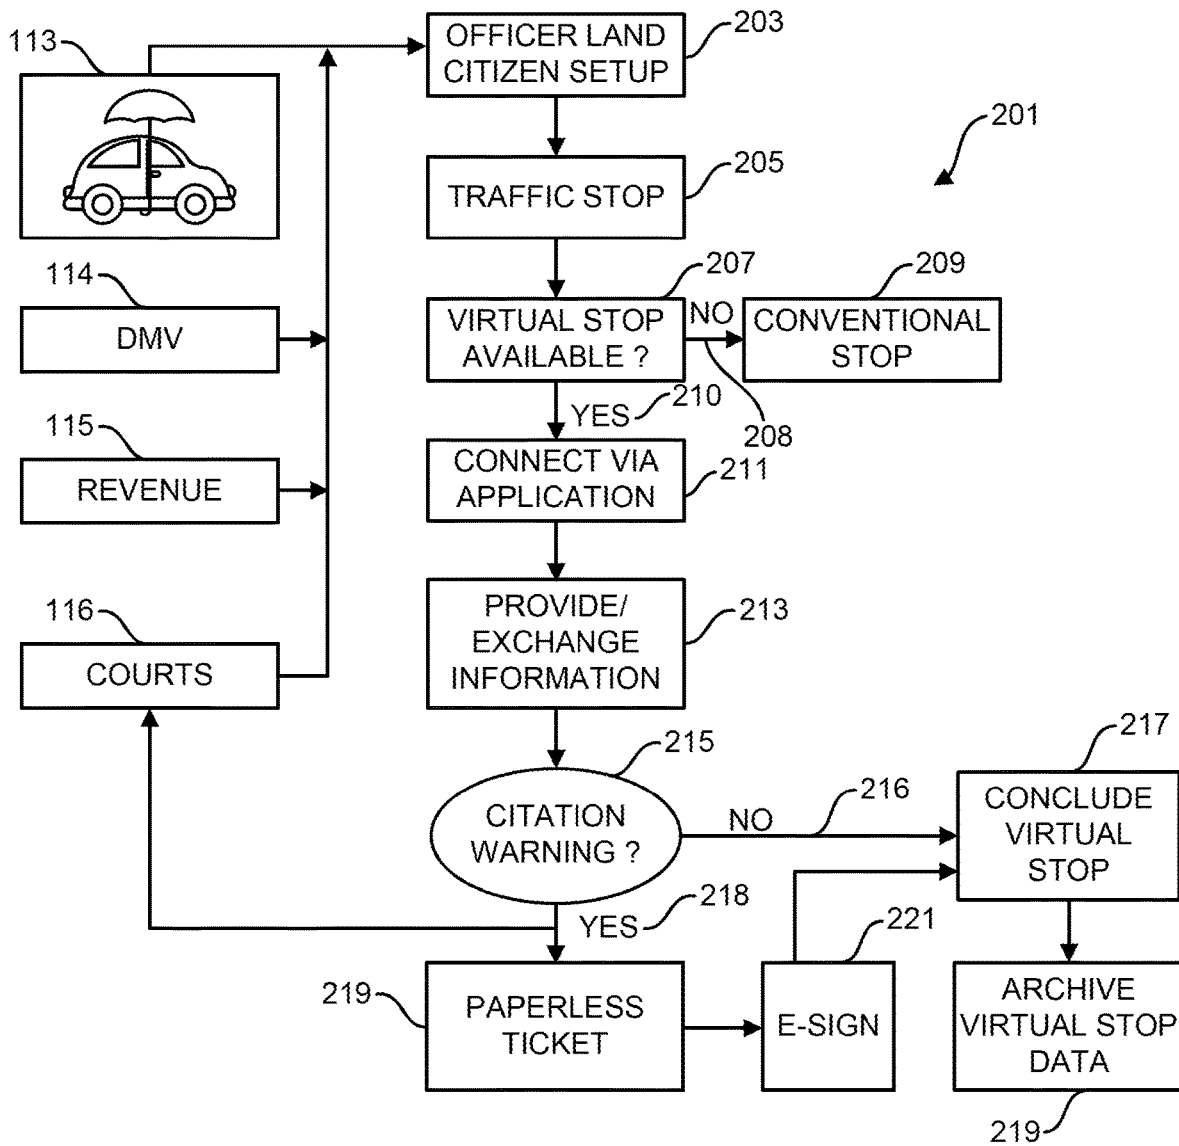 113
OFFICER LAND
CITIZEN SETUP
203
201
TRAFFIC STOP
205
114
DMV
VIRTUAL STOP
AVAILABLE ?
207
NO
208
CONVENTIONAL
STOP
209
YES
210
115
REVENUE
CONNECT VIA
APPLICATION
211
116
COURTS
PROVIDE/
EXCHANGE
INFORMATION
213
CITATION
WARNING ?
215
NO
216
CONCLUDE
VIRTUAL
STOP
217
YES
218
219
PAPERLESS
TICKET
E-SIGN
221
ARCHIVE
VIRTUAL STOP
DATA
219